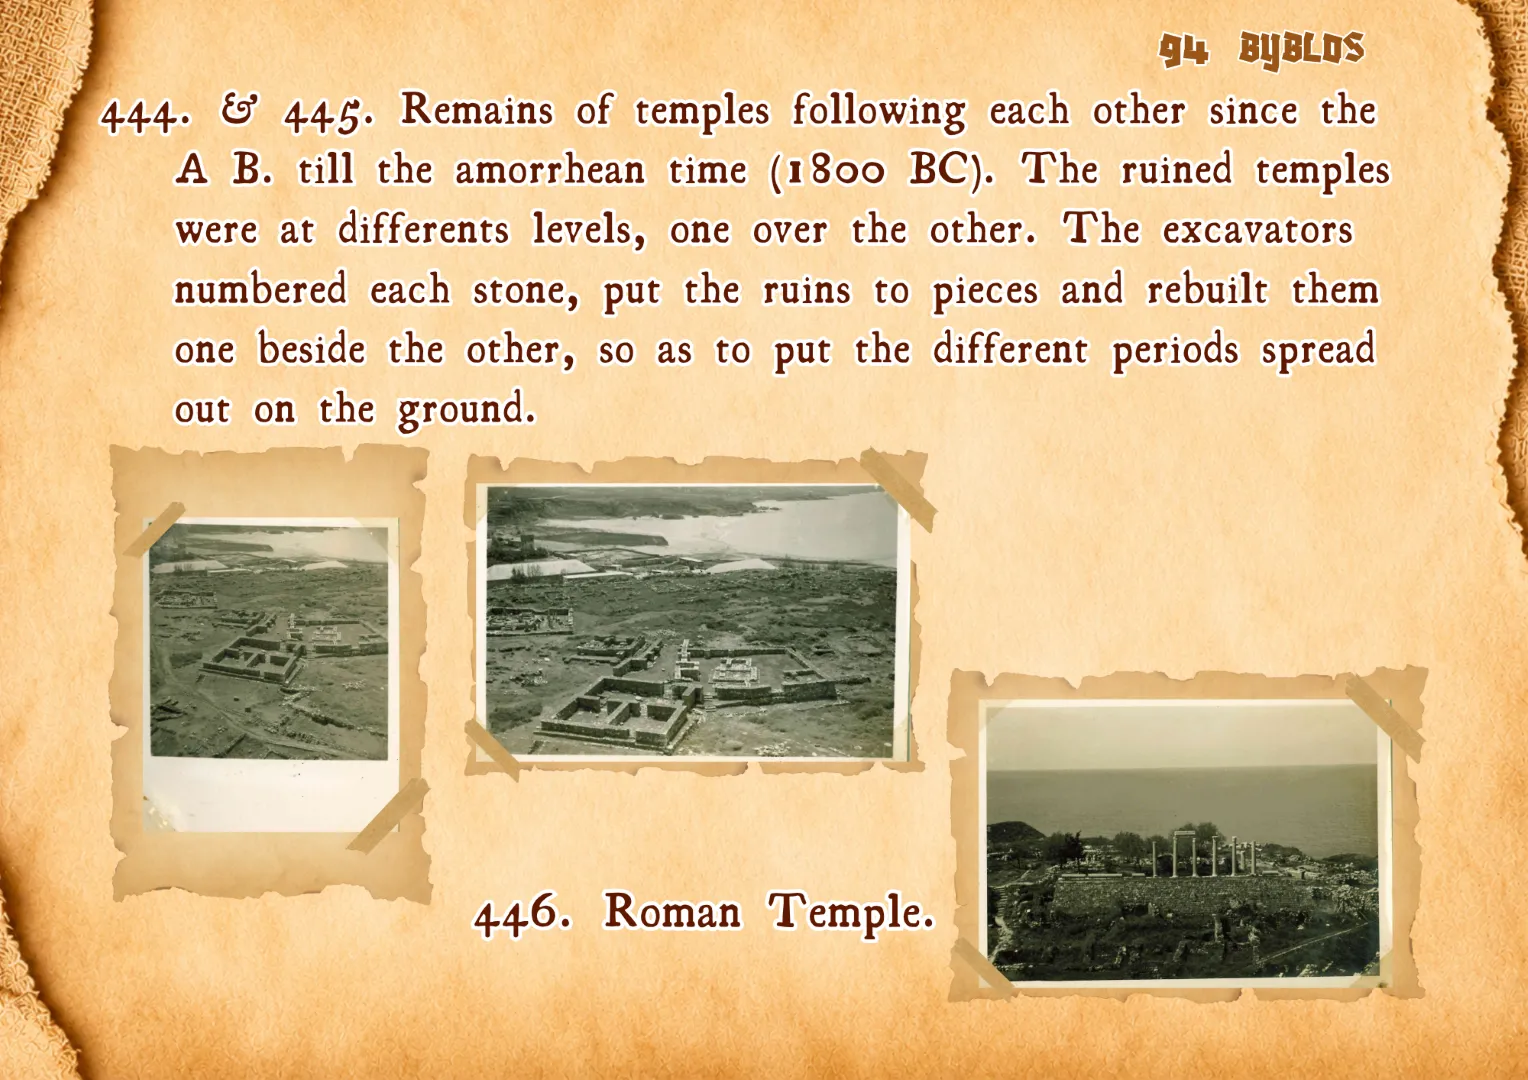 94 BYBLOS
444. & 445. Remains of temples following each other since the
A B. till the amorrhean time (1800 BC). The ruined temples
were at differents levels, one over the other. The excavators
numbered each stone, put the ruins to pieces and rebuilt them
one beside the other, so as to put the different periods spread
out on the ground.
446. Roman Temple.